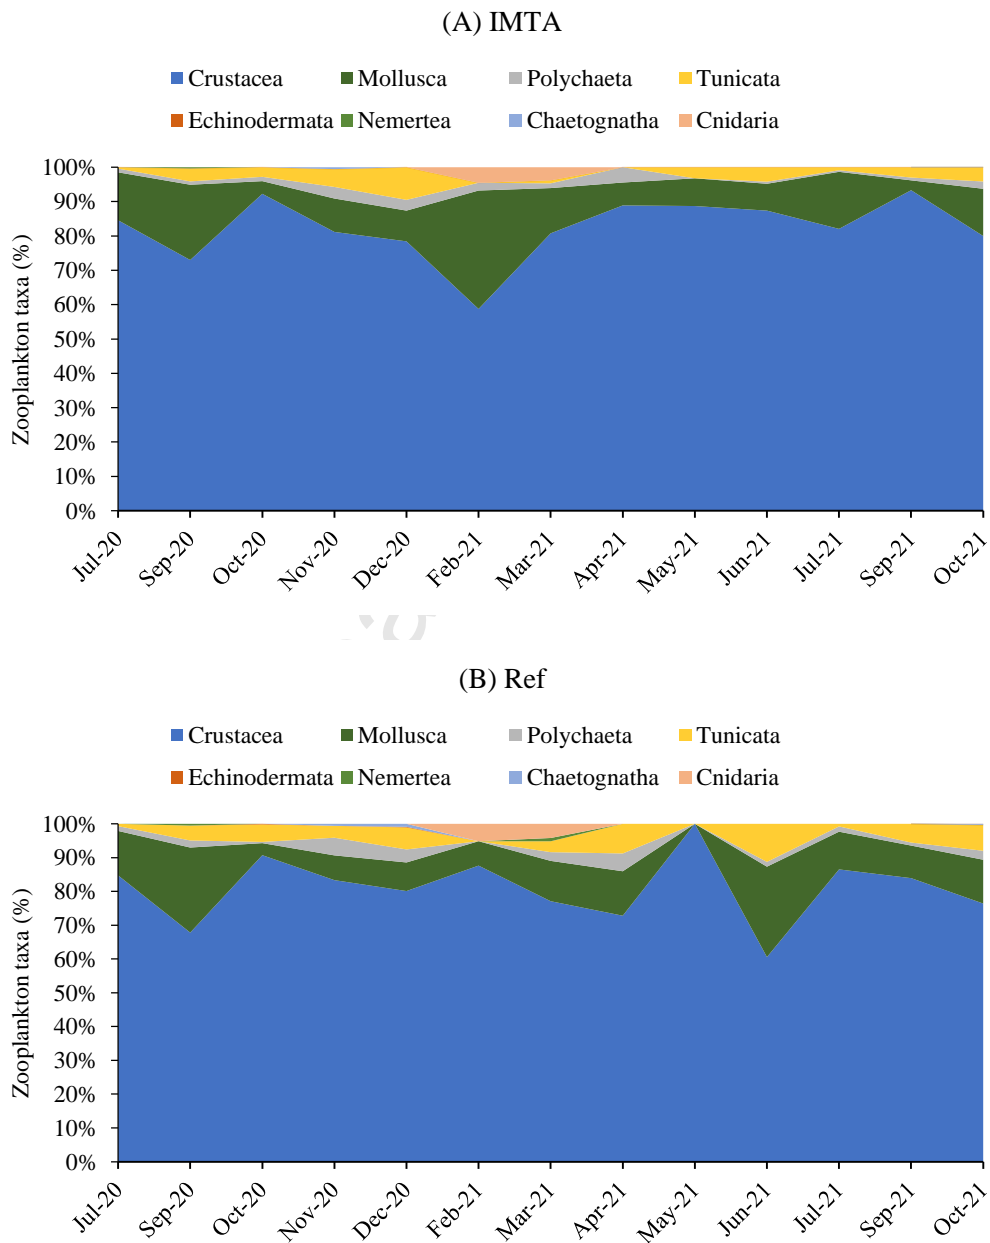 (A) IMTA
Crustacea Mollusca Polychaeta Tunicata
Echinodermata Nemertea Chaetognatha Cnidaria
100%
90%
80%
70%
60%
50%
40%
30%
20%
10%
0%
Zooplankton taxa (%)
Jul-20 Sep-20 Oct-20 Nov-20 Dec-20 Feb-21 Mar-21 Apr-21 May-21 Jun-21 Jul-21 Sep-21 Oct-21
(B) Ref
Crustacea Mollusca Polychaeta Tunicata
Echinodermata Nemertea Chaetognatha Cnidaria
100%
90%
80%
70%
60%
50%
40%
30%
20%
10%
0%
Zooplankton taxa (%)
Jul-20 Sep-20 Oct-20 Nov-20 Dec-20 Feb-21 Mar-21 Apr-21 May-21 Jun-21 Jul-21 Sep-21 Oct-21